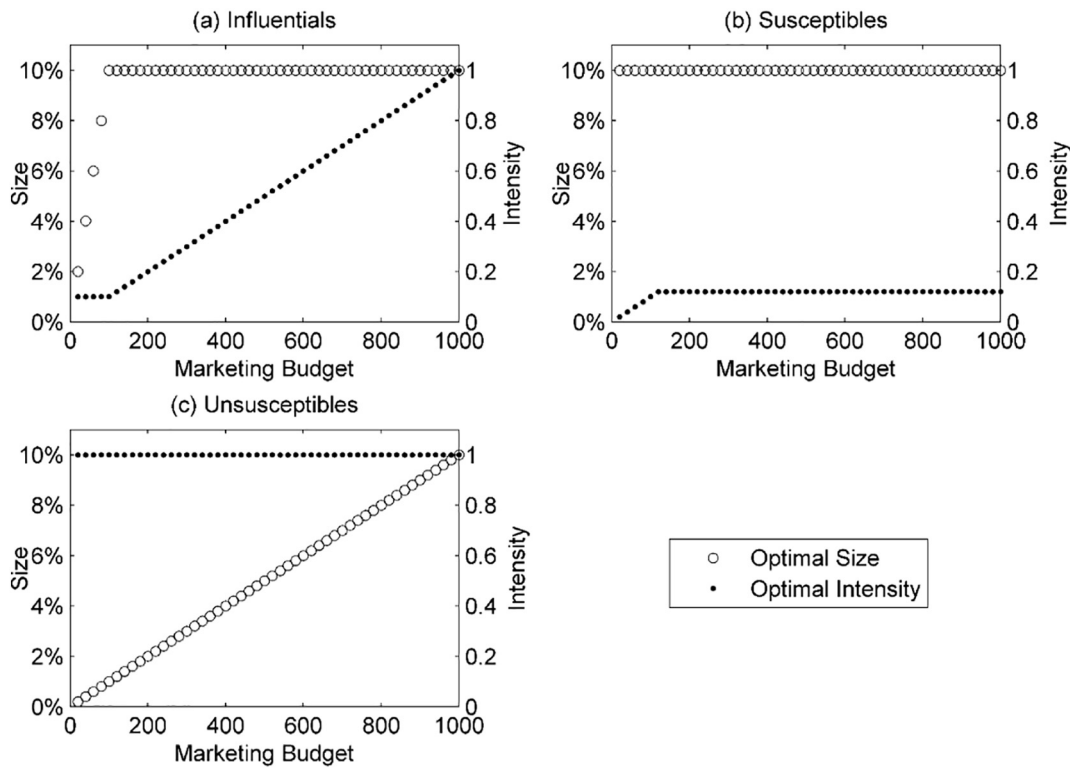 (a) Influentials
10%
8%
6%
4%
2%
0%
Size
1
0.8
0.6
0.4
0.2
0
Intensity
0 200 400 600 800 1000
Marketing Budget
(b) Susceptibles
10%
8%
6%
4%
2%
0%
Size
1
0.8
0.6
0.4
0.2
0
Intensity
0 200 400 600 800 1000
Marketing Budget
(c) Unsusceptibles
10%
8%
6%
4%
2%
0%
Size
1
0.8
0.6
0.4
0.2
0
Intensity
0 200 400 600 800 1000
Marketing Budget
Optimal Size
Optimal Intensity